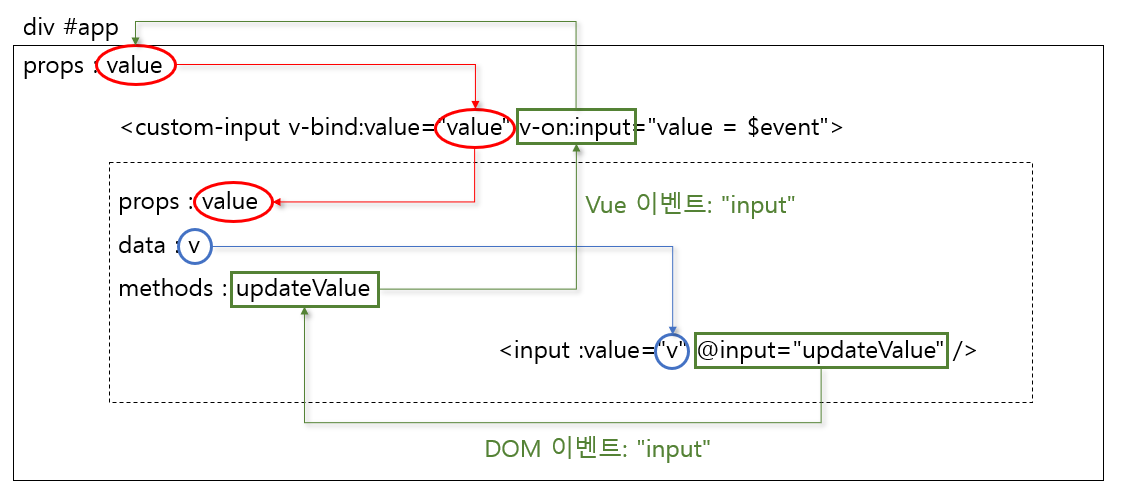 div #app
props : value
<custom-input v-bind:value="value" v-on:input="value = $event">
props : value
Vue 이벤트: "input"
data : v
methods : updateValue
<input :value="v" @input="updateValue" />
DOM 이벤트: "input"